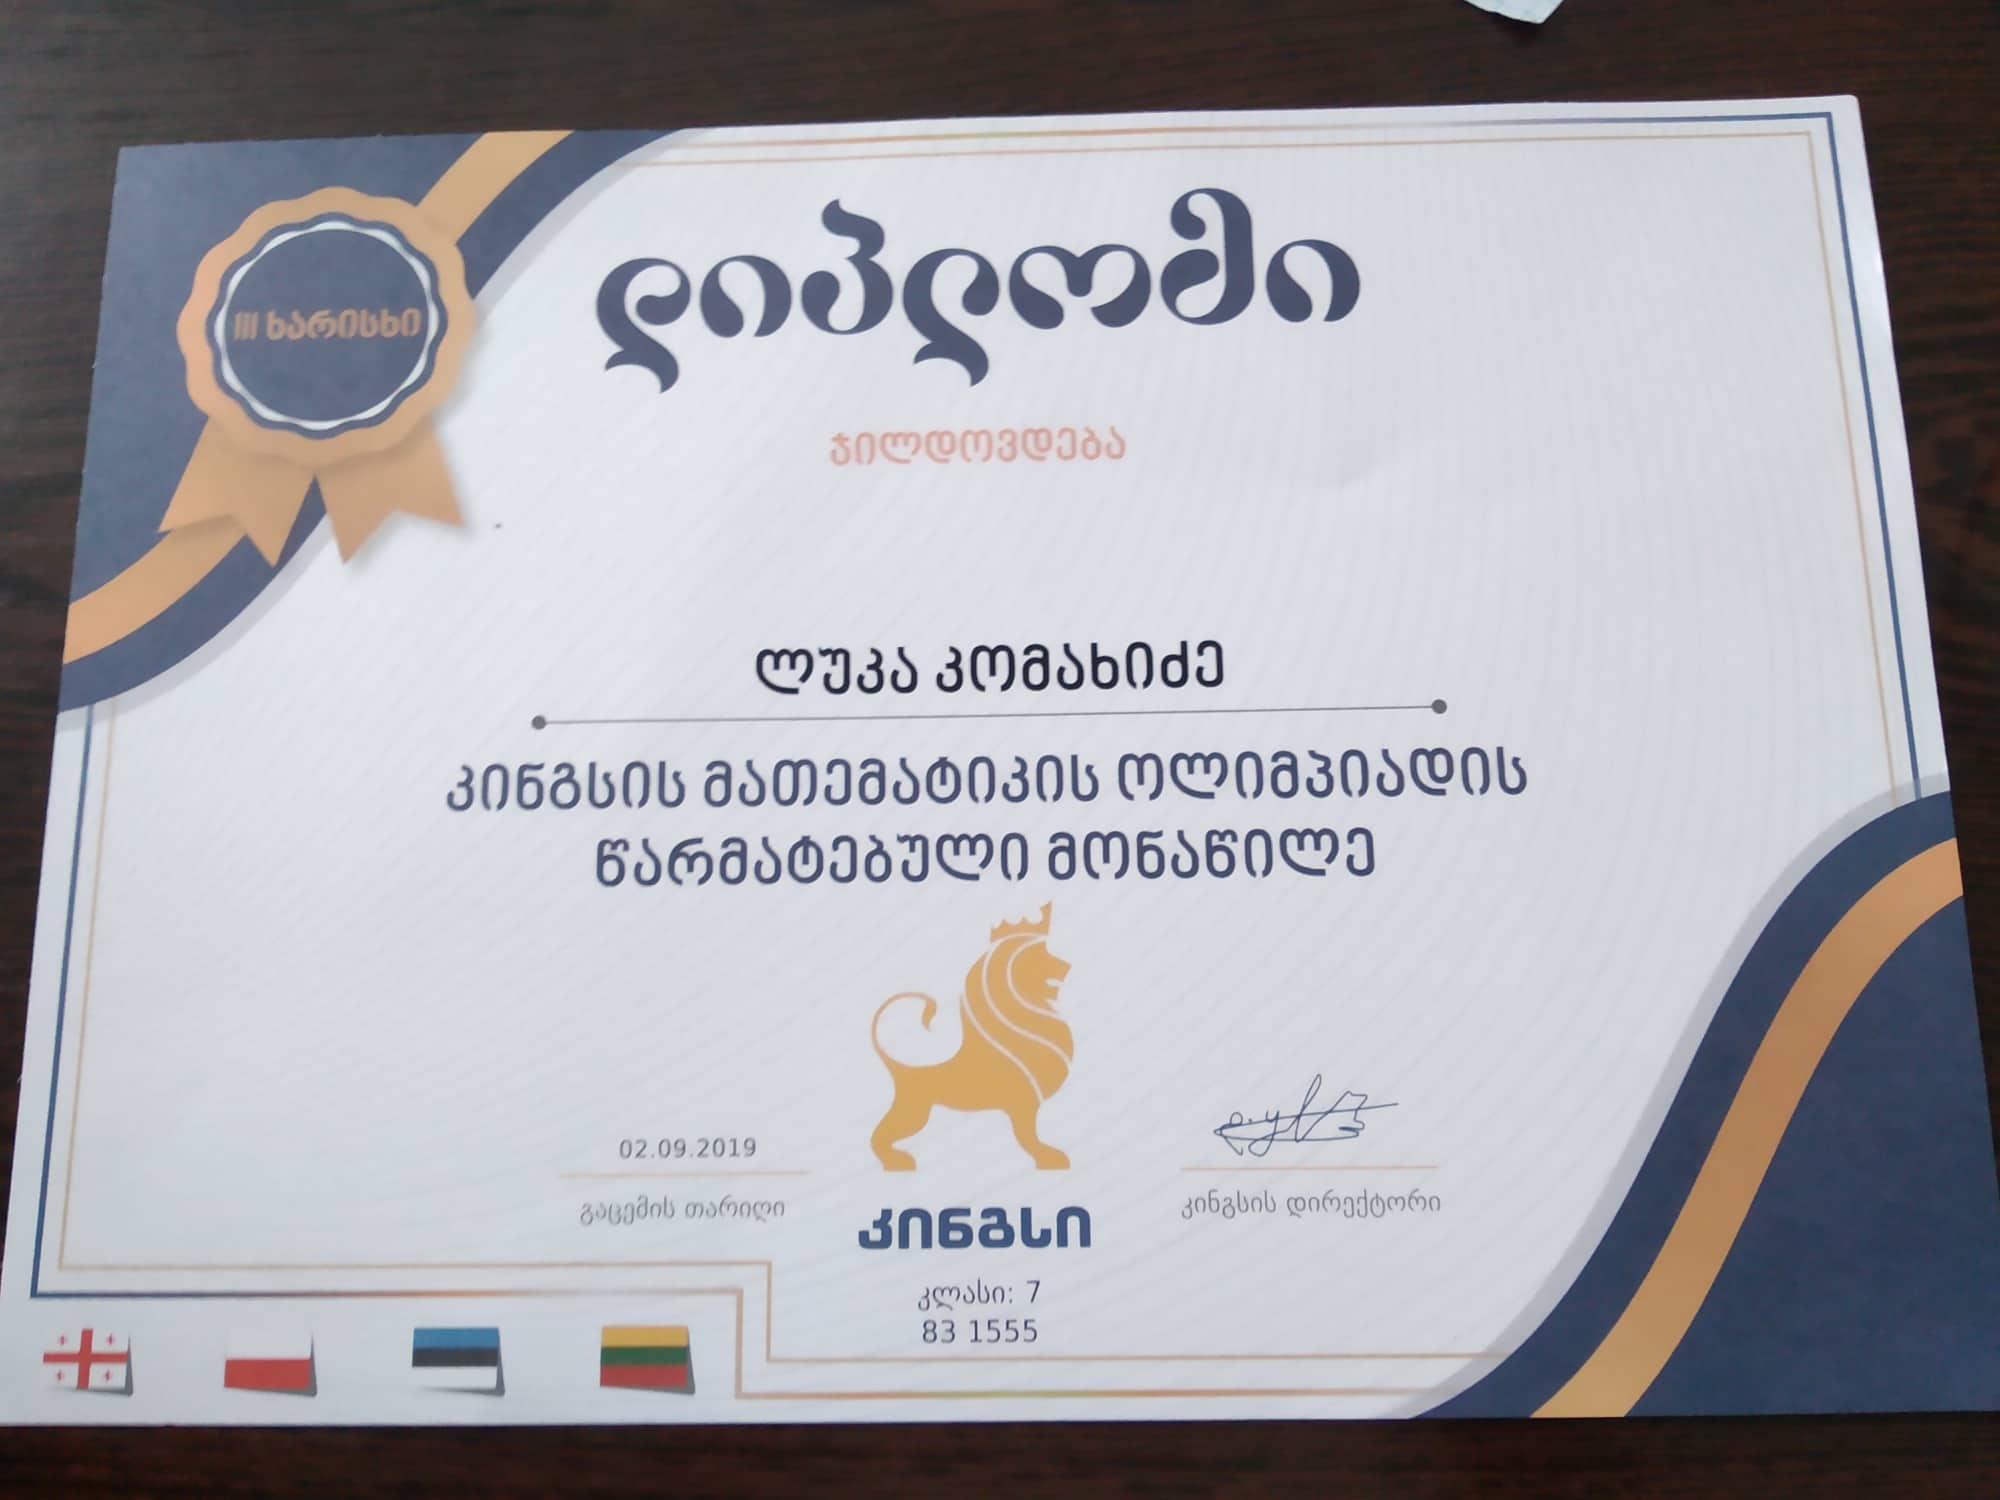 III ხარისხი
დიპლომი
ჯილდოვდება
ლუკა კომახიძე
კინგსის მათემატიკის ოლიმპიადის
წარმატებული მონაწილე
02.09.2019
გაცემის თარიღი
კინგსის დირექტორი
კინგსი
კლასი: 7
83 1555